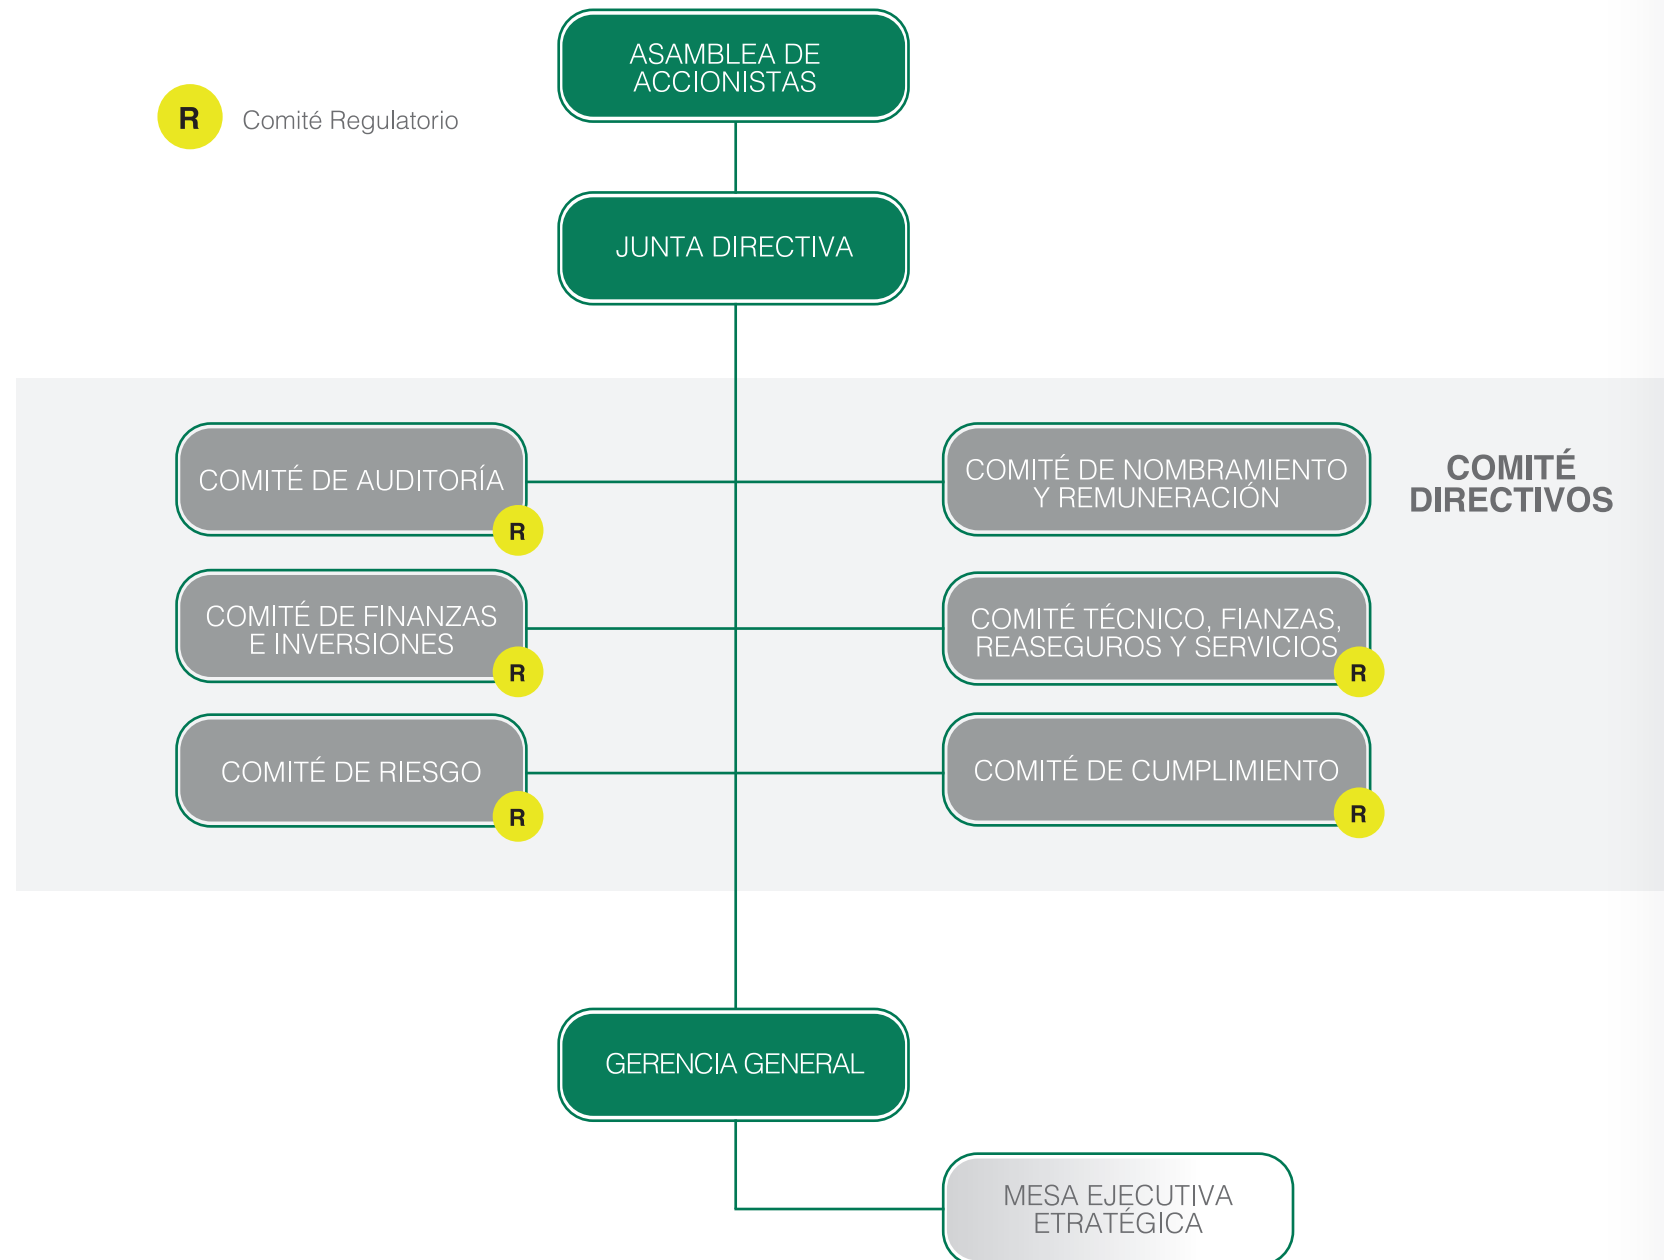 ASAMBLEA DE
ACCIONISTAS
R
Comité Regulatorio
JUNTA DIRECTIVA
COMITÉ DE AUDITORÍA
R
COMITÉ DE NOMBRAMIENTO
Y REMUNERACIÓN
COMITÉ
DIRECTIVOS
COMITÉ DE FINANZAS
E INVERSIONES
R
COMITÉ TÉCNICO, FIANZAS,
REASEGUROS Y SERVICIOS
R
COMITÉ DE RIESGO
R
COMITÉ DE CUMPLIMIENTO
R
GERENCIA GENERAL
MESA EJECUTIVA
ETRATÉGICA